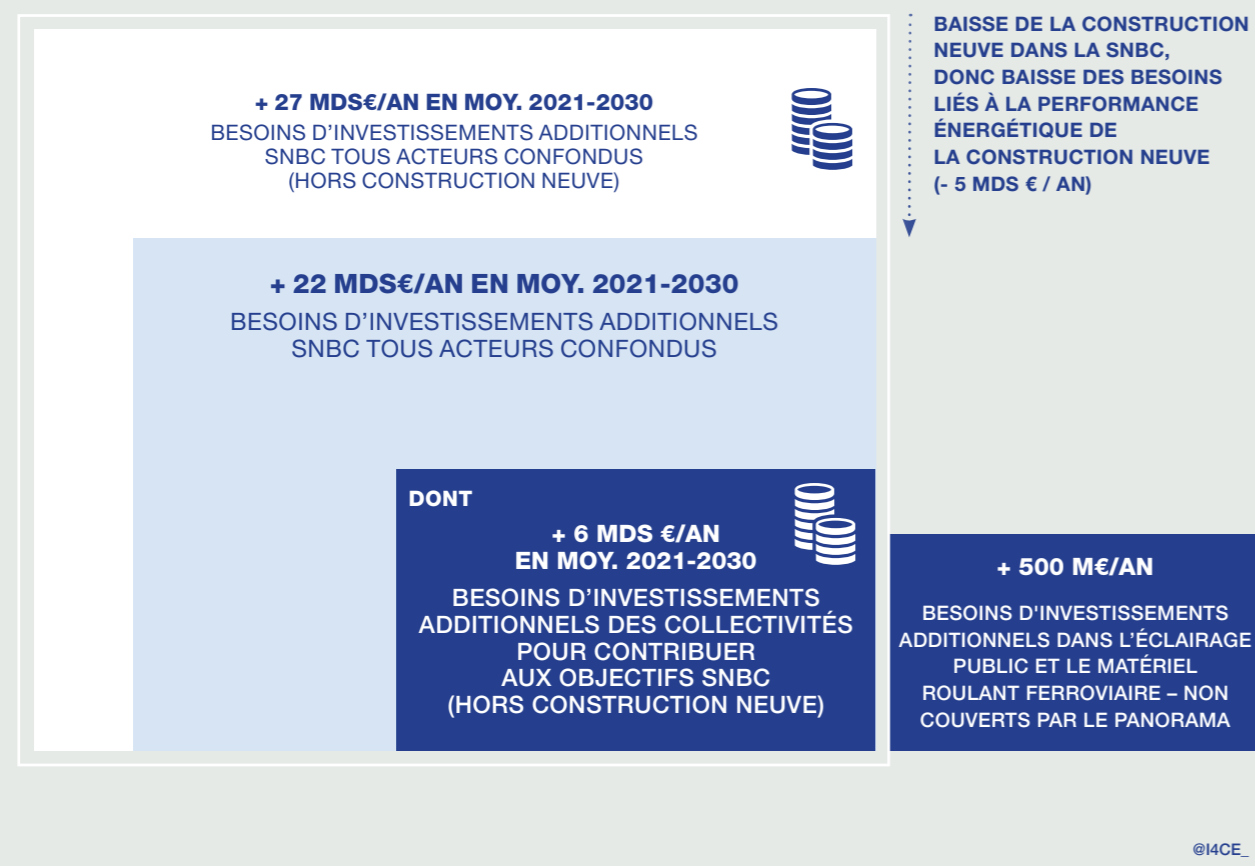 + 27 MDS€/AN EN MOY. 2021-2030
BESOINS D'INVESTISSEMENTS ADDITIONNELS
SNBC TOUS ACTEURS CONFONDUS
(HORS CONSTRUCTION NEUVE)
BAISSE DE LA CONSTRUCTION
NEUVE DANS LA SNBC,
DONC BAISSE DES BESOINS
LIÉS À LA PERFORMANCE
ÉNERGÉTIQUE DE
LA CONSTRUCTION NEUVE
(- 5 MDS € / AN)
+ 22 MDS€/AN EN MOY. 2021-2030
BESOINS D'INVESTISSEMENTS ADDITIONNELS
SNBC TOUS ACTEURS CONFONDUS
DONT
+ 6 MDS €/AN
EN MOY. 2021-2030
BESOINS D'INVESTISSEMENTS
ADDITIONNELS DES COLLECTIVITÉS
POUR CONTRIBUER
AUX OBJECTIFS SNBC
(HORS CONSTRUCTION NEUVE)
+ 500 M€/AN
BESOINS D'INVESTISSEMENTS
ADDITIONNELS DANS L'ÉCLAIRAGE
PUBLIC ET LE MATÉRIEL
ROULANT FERROVIAIRE – NON
COUVERTS PAR LE PANORAMA
@I4CE_